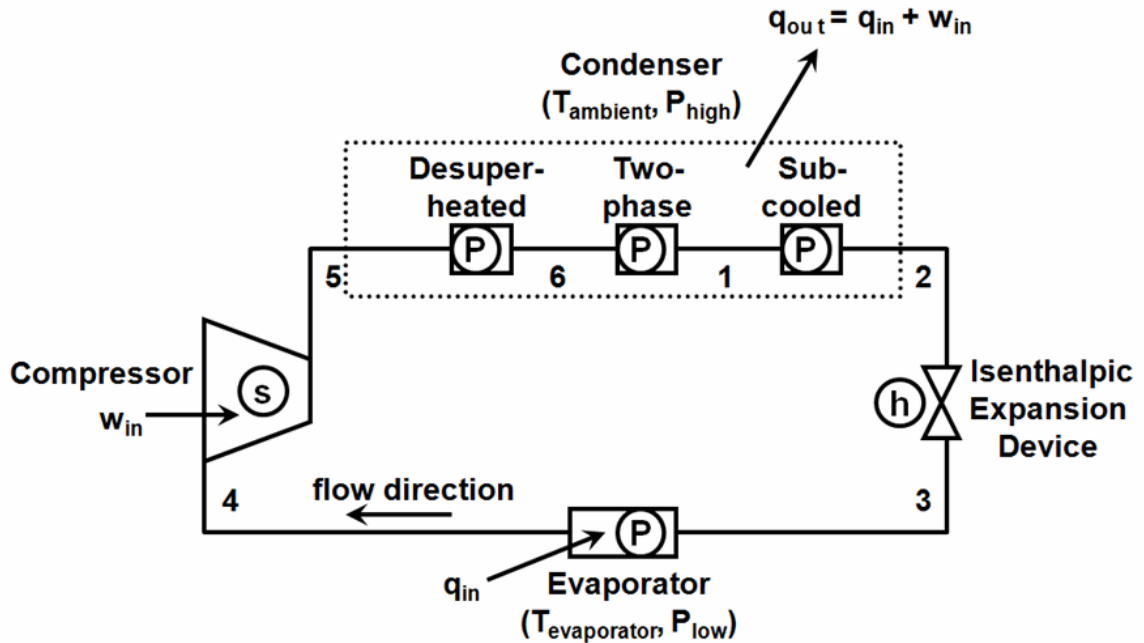 qout = qin + win
Condenser
(Tambient, Phigh)
Desuper-
heated
Two-
phase
Sub-
cooled
P
P
P
5
6
1
2
Compressor
win
s
h
Isenthalpic
Expansion
Device
4
flow direction
3
P
qin
Evaporator
(Tevaporator, Plow)